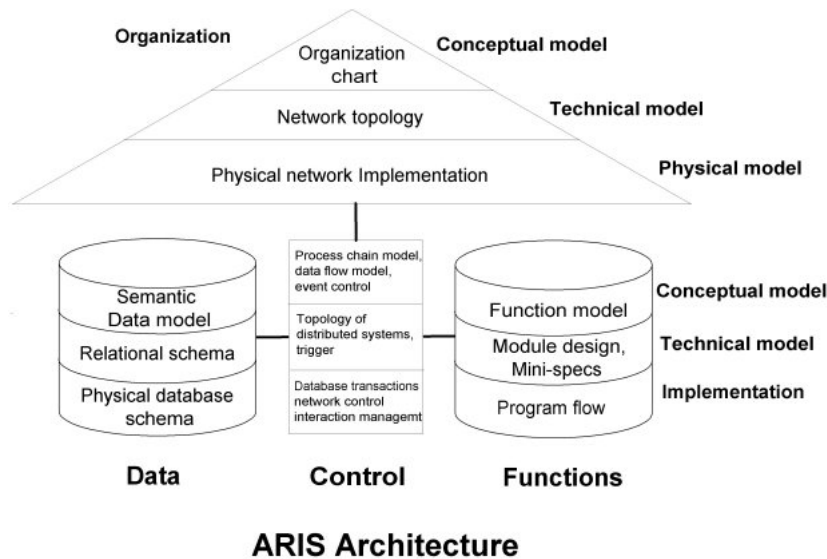 Organization
Conceptual model
Organization
chart
Technical model
Network topology
Physical model
Physical network Implementation
Process chain model,
data flow model,
event control
Semantic
Data model
Function model
Conceptual model
Topology of
distributed systems,
trigger
Relational schema
Module design,
Mini-specs
Technical model
Physical database
schema
Database transactions
network control
interaction managemt
Program flow
Implementation
Data
Control
Functions
ARIS Architecture